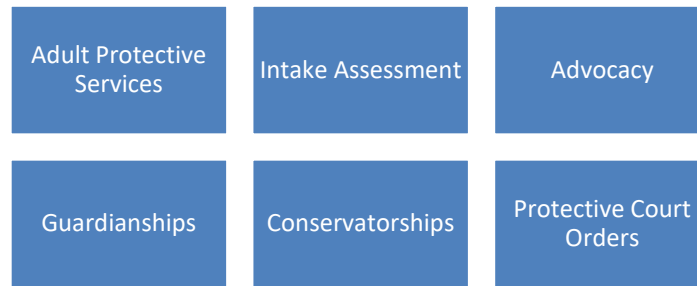 Adult Protective
Services
Intake Assessment
Advocacy
Guardianships
Conservatorships
Protective Court
Orders